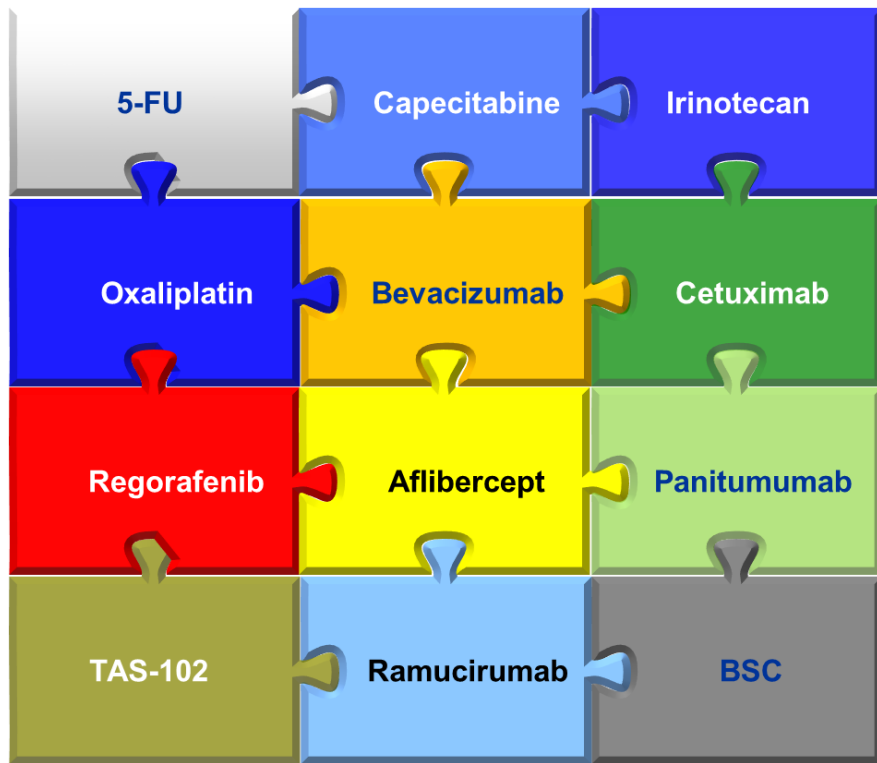 5-FU
Capecitabine
Irinotecan
Oxaliplatin
Bevacizumab
Cetuximab
Regorafenib
Aflibercept
Panitumumab
TAS-102
Ramucirumab
BSC